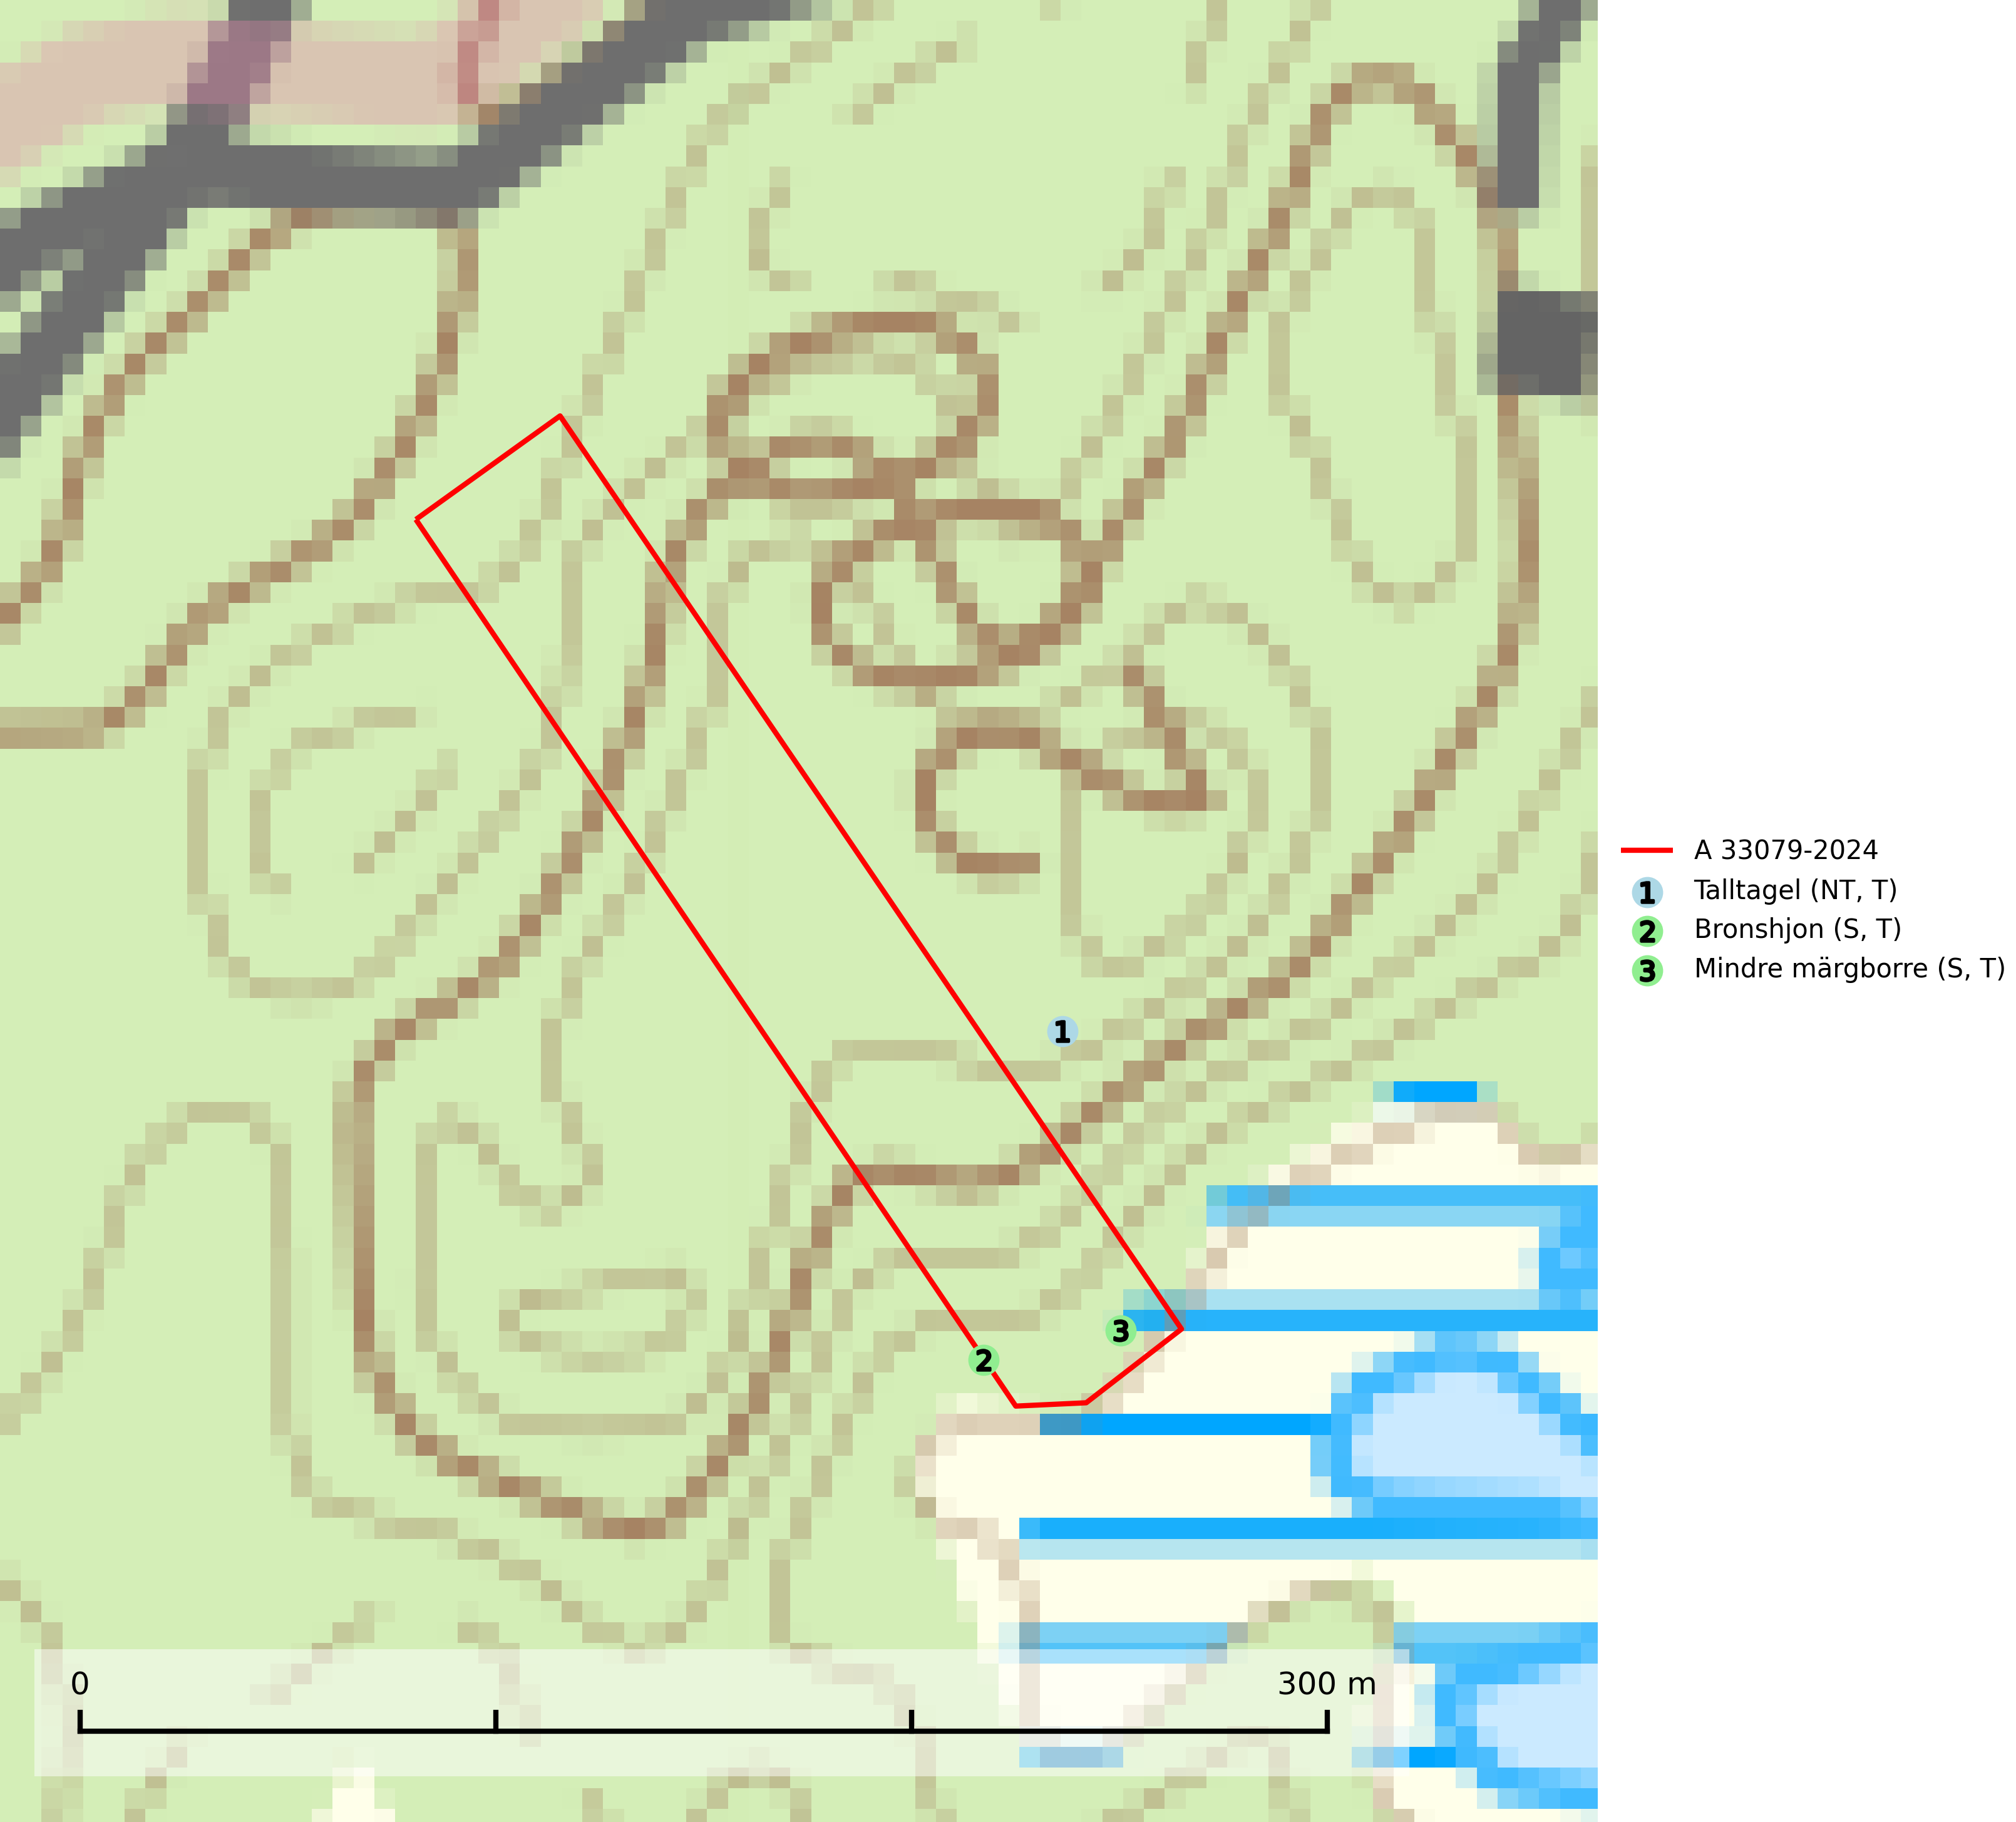 A 33079-2024
1 Talltagel (NT, T)
2 Bronshjon (S, T)
3 Mindre märgborre (S, T)
1
3
2
0 300 m